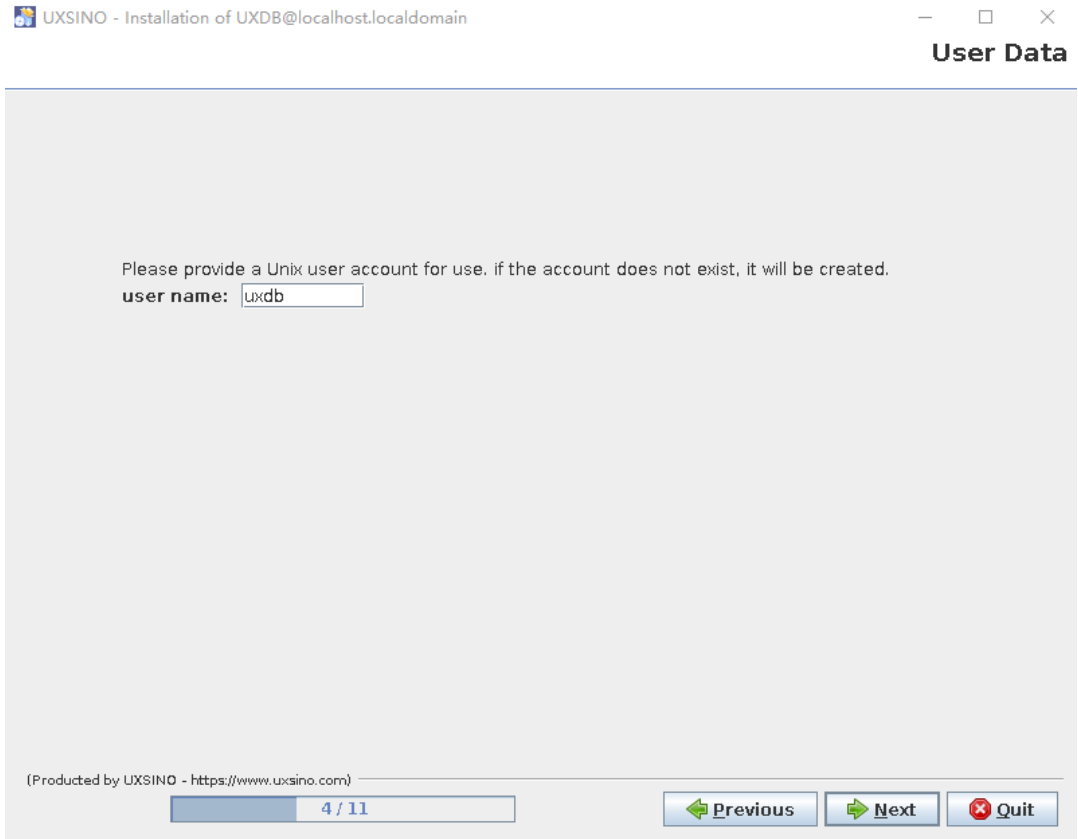 UXSINO - Installation of UXDB@localhost.localdomain
User Data
Please provide a Unix user account for use. if the account does not exist, it will be created.
user name: uxdb
(Producted by UXSINO - https://www.uxsino.com)
4 / 11
Previous
Next
Quit